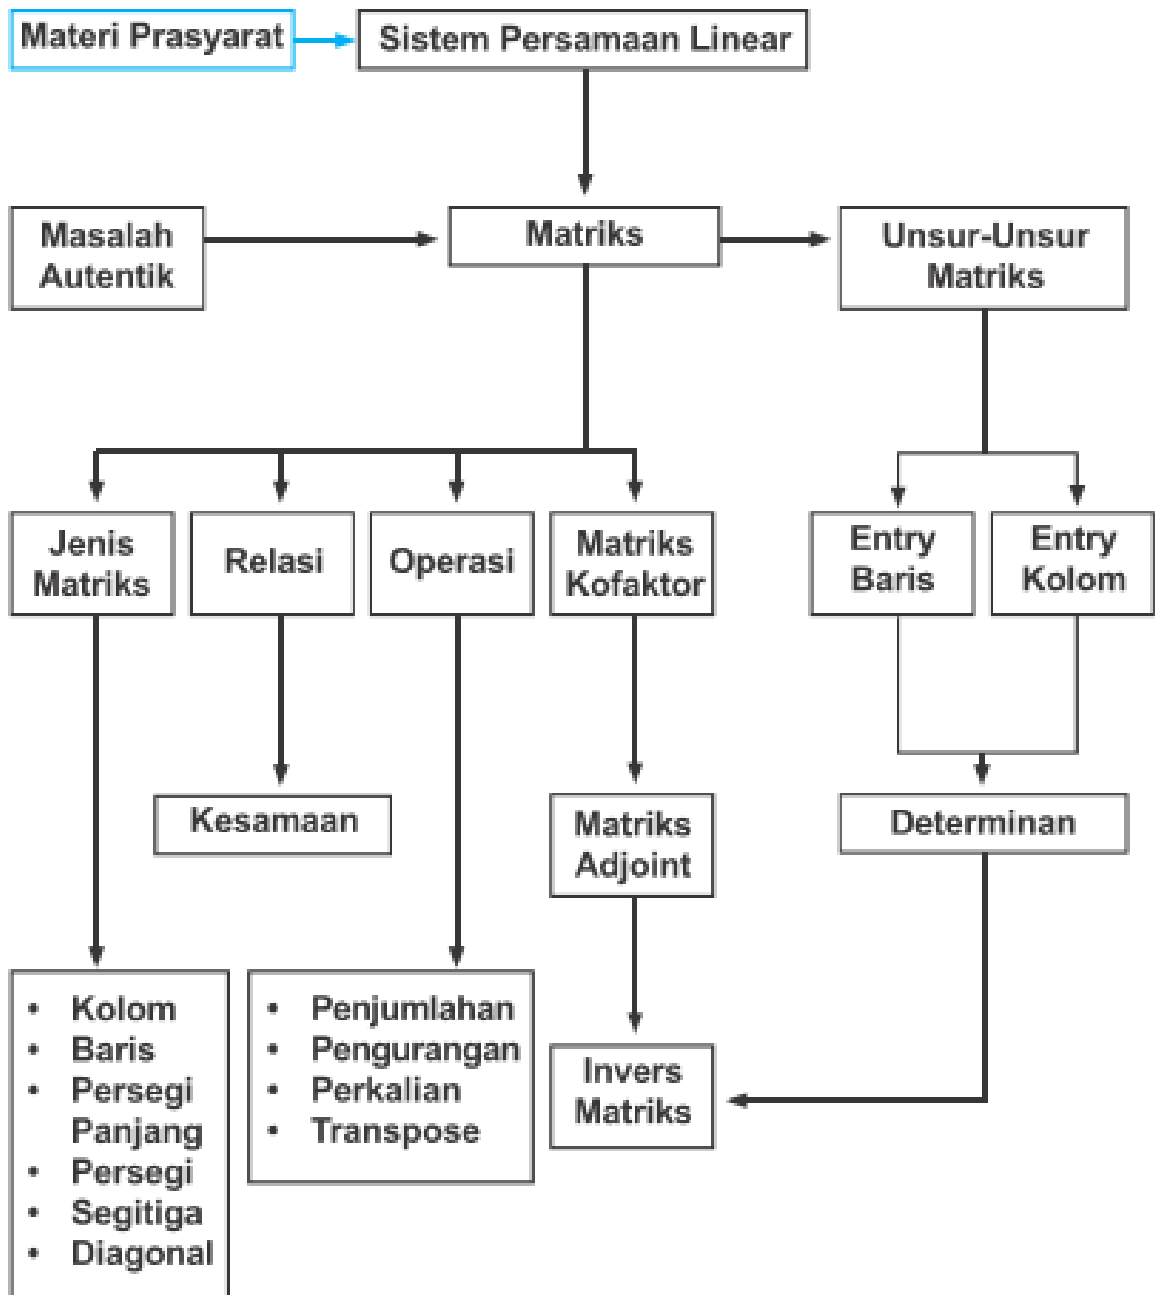 Materi Prasyarat
Sistem Persamaan Linear
Masalah
Autentik
Matriks
Unsur-Unsur
Matriks
Jenis
Matriks
Relasi
Operasi
Matriks
Kofaktor
Entry
Baris
Entry
Kolom
Kesamaan
Matriks
Adjoint
Determinan
• Kolom
• Baris
• Persegi
Panjang
• Persegi
• Segitiga
• Diagonal
• Penjumlahan
• Pengurangan
• Perkalian
• Transpose
Invers
Matriks